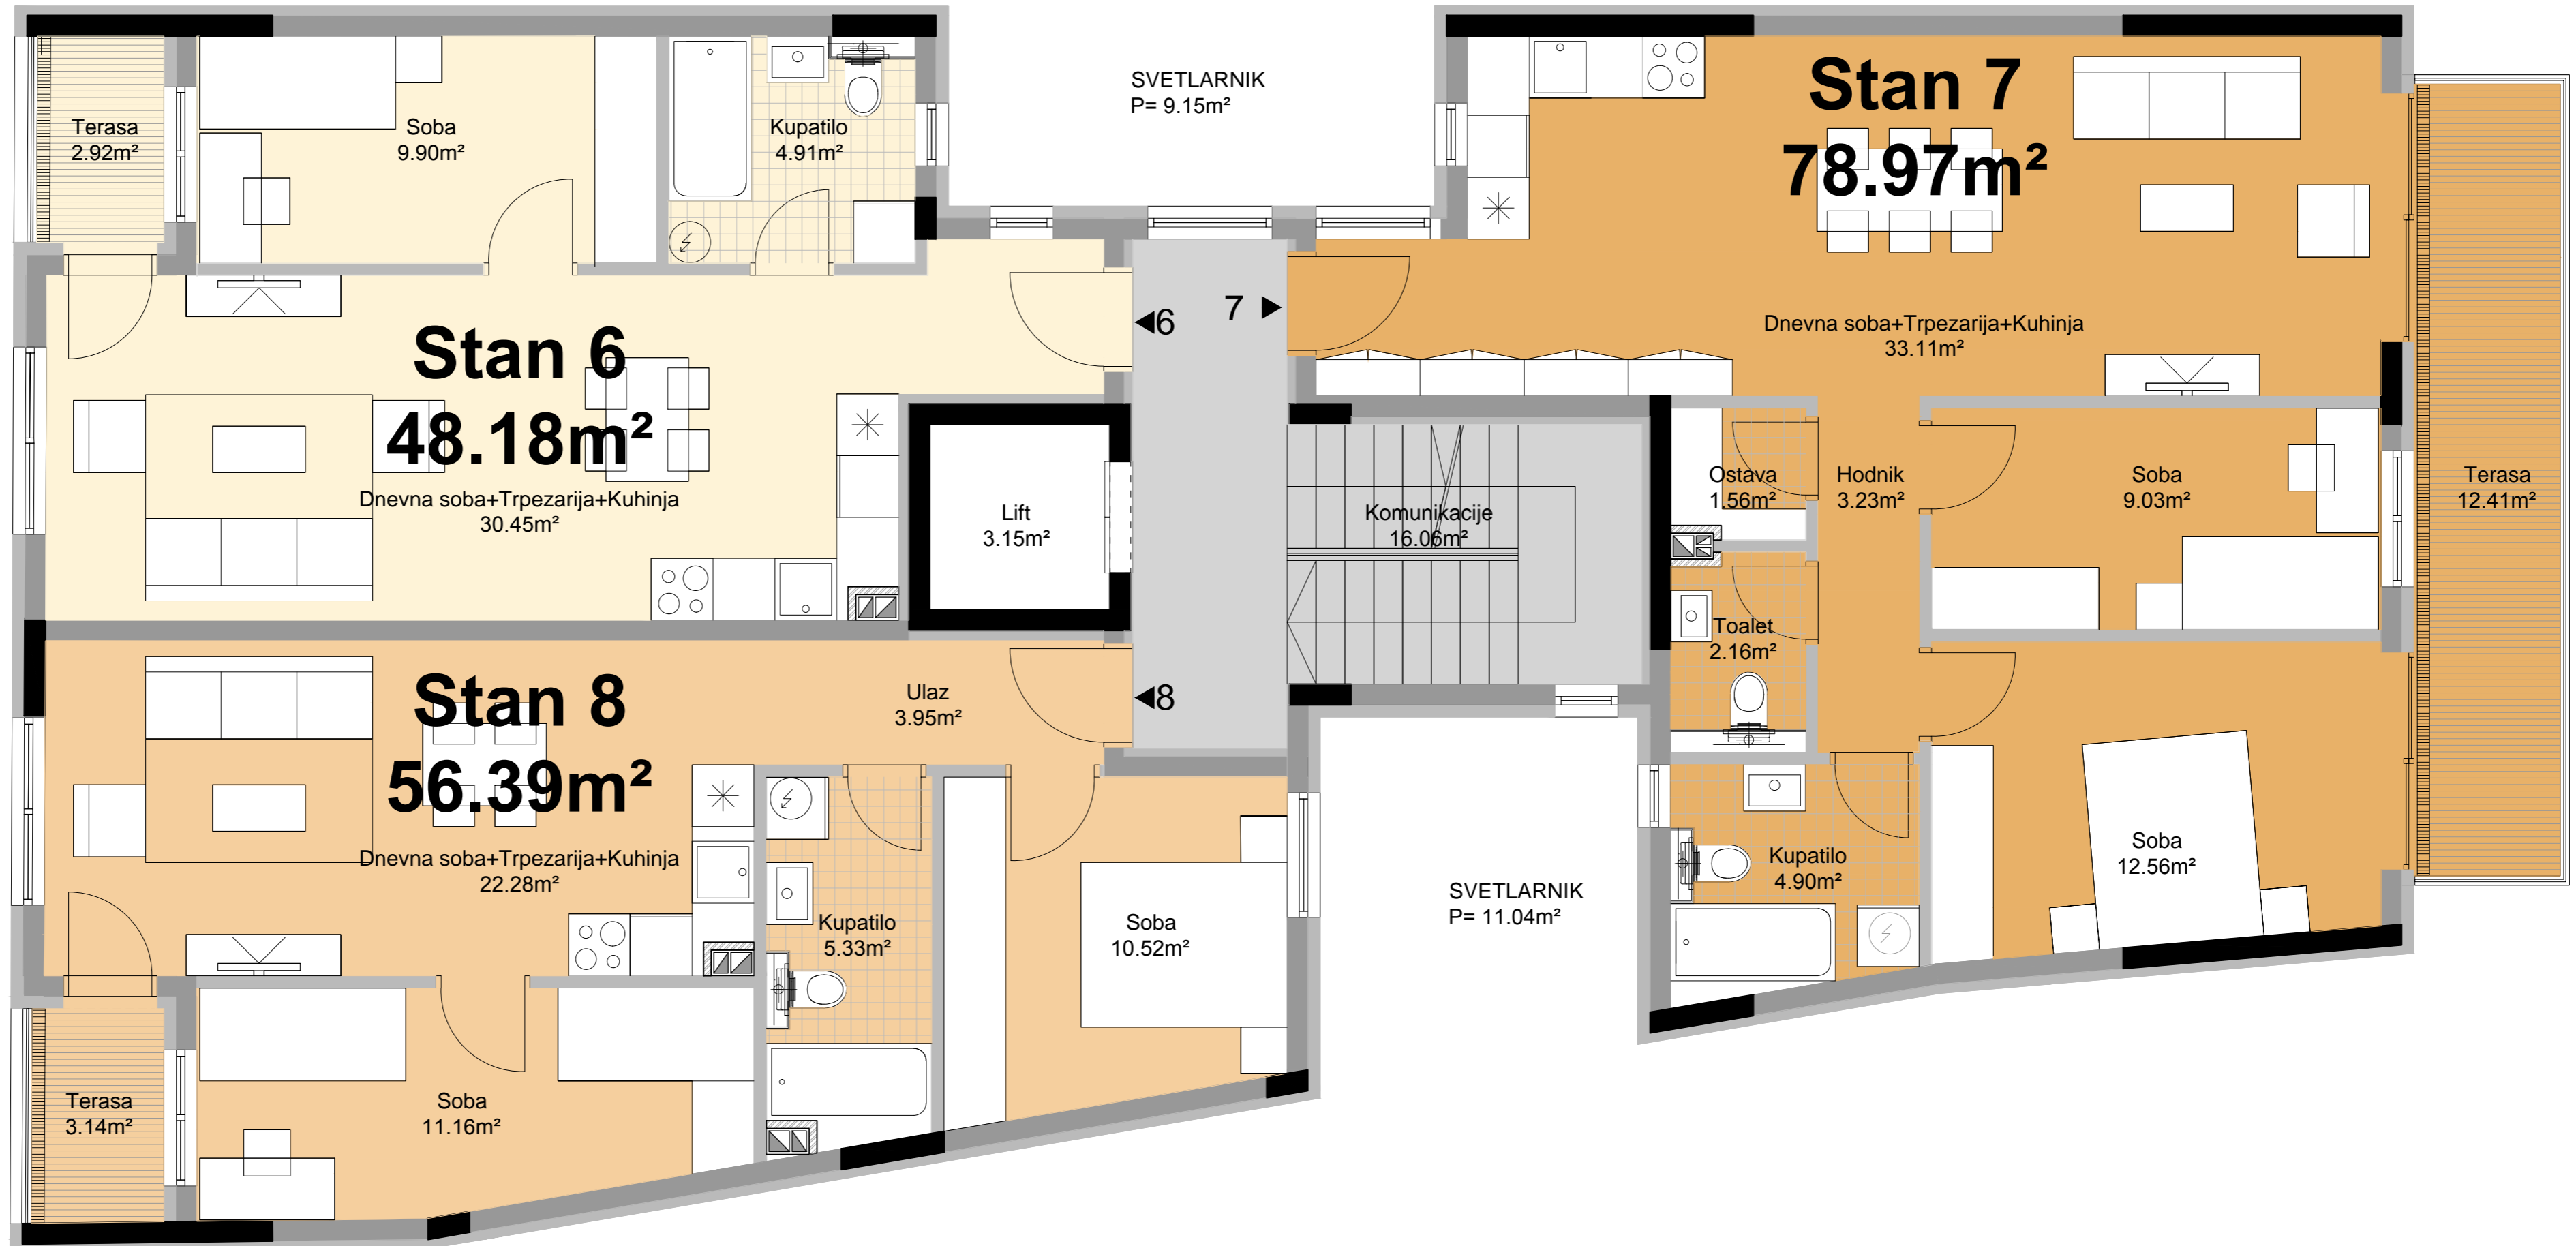 Stan 6
48.18m²
Terasa
2.92m²
Soba
9.90m²
Kupatilo
4.91m²
Dnevna soba+Trpezarija+Kuhinja
30.45m²
SVETLARNIK
P= 9.15m²
6
7
8
Lift
3.15m²
Komunikacije
16.06m²
Stan 7
78.97m²
Dnevna soba+Trpezarija+Kuhinja
33.11m²
Ostava
1.56m²
Hodnik
3.23m²
Soba
9.03m²
Terasa
12.41m²
Toalet
2.16m²
Kupatilo
4.90m²
Soba
12.56m²
Stan 8
56.39m²
Ulaz
3.95m²
Dnevna soba+Trpezarija+Kuhinja
22.28m²
Kupatilo
5.33m²
Soba
10.52m²
SVETLARNIK
P= 11.04m²
Terasa
3.14m²
Soba
11.16m²